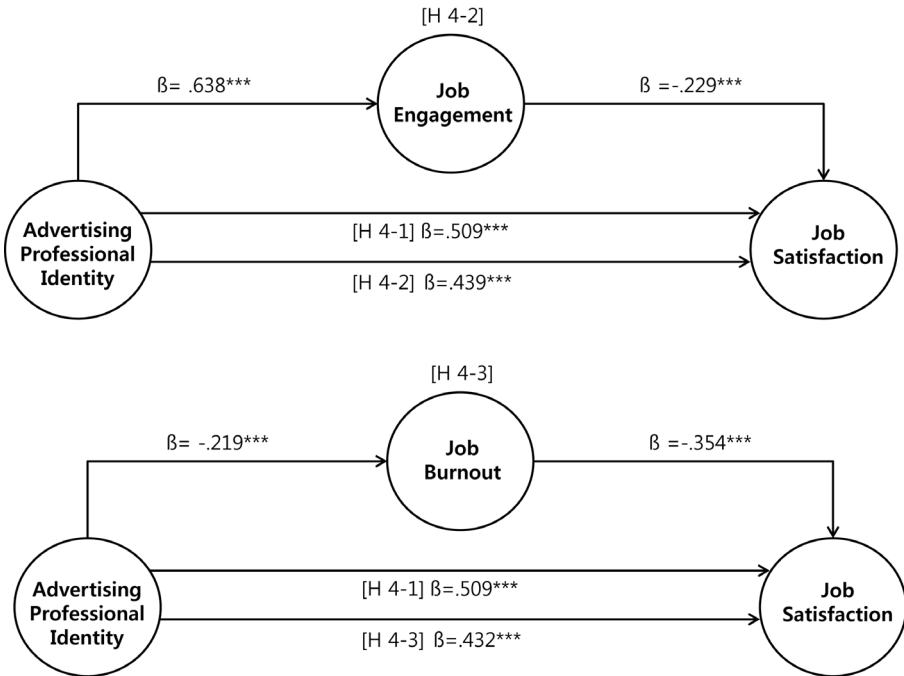 [H 4-2]
ß= .638***
Job
Engagement
ß =-.229***
Advertising
Professional
Identity
[H 4-1] ß=.509***
[H 4-2] ß=.439***
Job
Satisfaction
[H 4-3]
ß= -.219***
Job
Burnout
ß =-.354***
Advertising
Professional
Identity
[H 4-1] ß=.509***
[H 4-3] ß=.432***
Job
Satisfaction